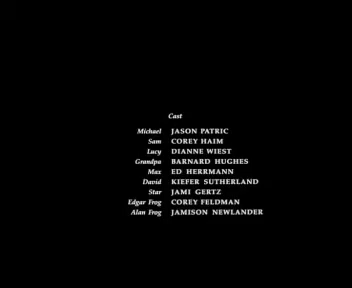 Cast
Michael JASON PATRIC
Sam COREY HAIM
Lucy DIANNE WIEST
Grandpa BARNARD HUGHES
Max ED HERRMANN
David KIEFER SUTHERLAND
Star JAMI GERTZ
Edgar Frog COREY FELDMAN
Alan Frog JAMISON NEWLANDER